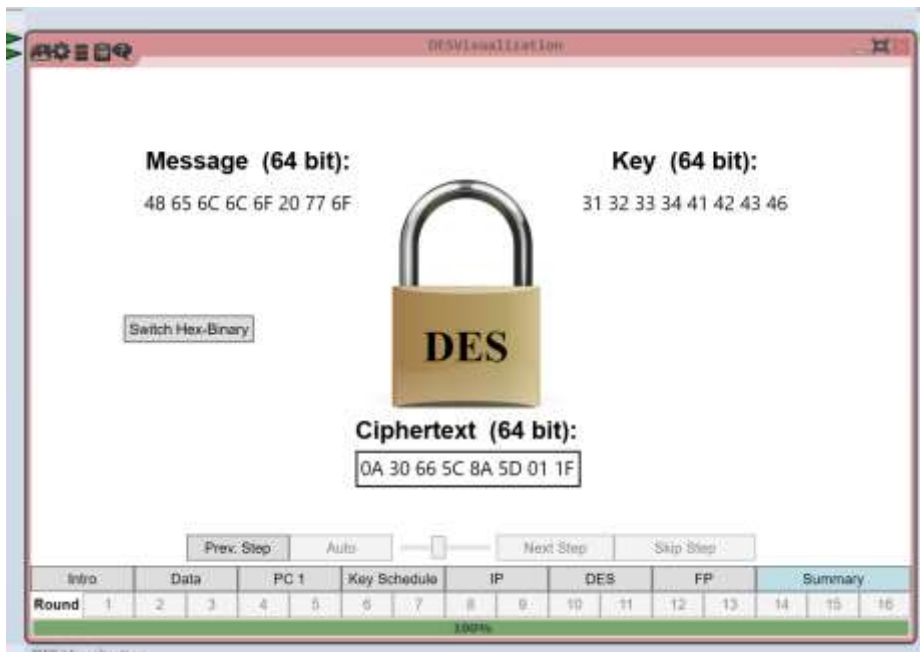 DESVisualization
Message (64 bit):
Key (64 bit):
48 65 6C 6C 6F 20 77 6F
31 32 33 34 41 42 43 46
Switch Hex-Binary
DES
Ciphertext (64 bit):
0A 30 66 5C 8A 5D 01 1F
Prev. Step Auto Next Step Skip Step
Intro Data PC 1 Key Schedule IP DES FP Summary
Round 1 2 3 4 5 6 7 8 9 10 11 12 13 14 15 16
100%